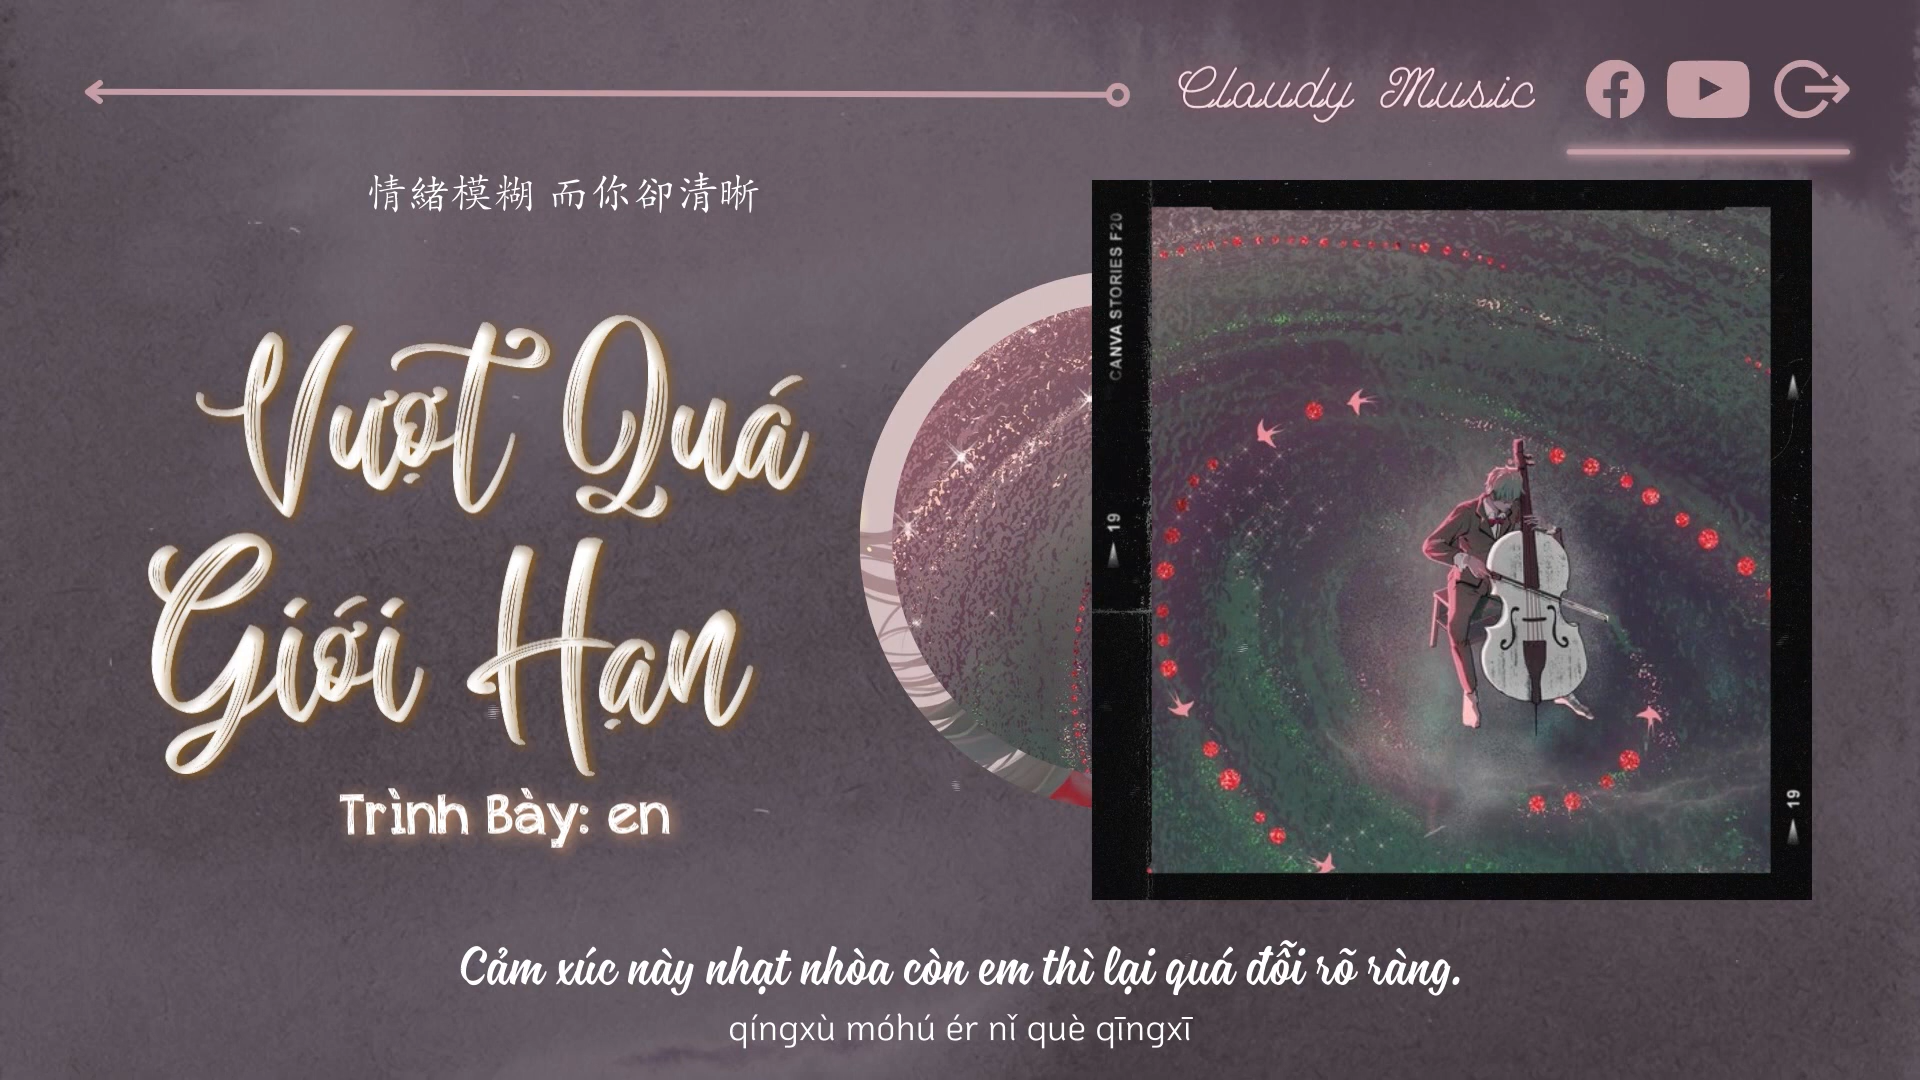 Claudy Music
情緒模糊 而你卻清晰
CANVA STORIES F20
Vượt Quá
Giới Hạn
19
19
Trình Bày: en
Cảm xúc này nhạt nhòa còn em thì lại quá đỗi rõ ràng.
qíngxù móhú ér nǐ què qīngxī